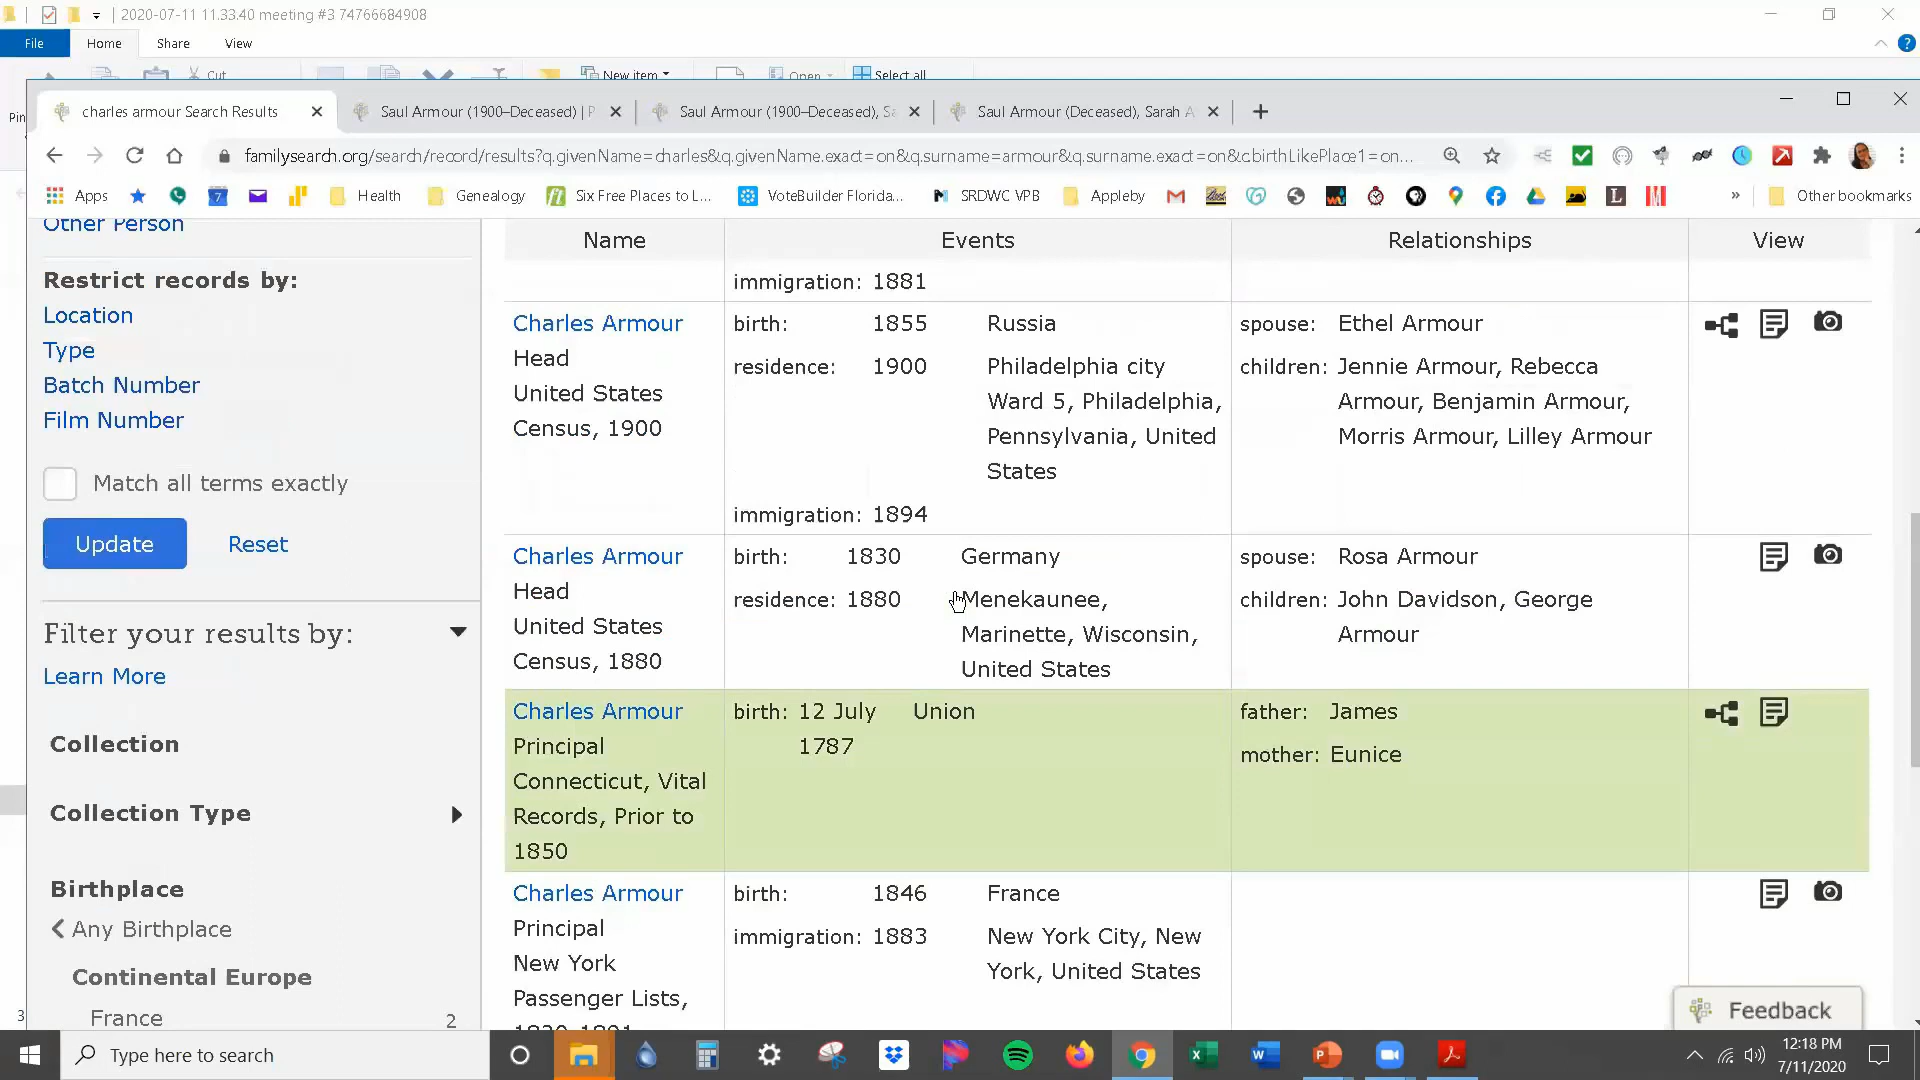 2020-07-11 11.33.40 meeting #3 74766684908
File Home Share View
Cut New item Open Select all
Pin
charles armour Search Results
Saul Armour (1900–Deceased) | P
Saul Armour (1900–Deceased), Sa
Saul Armour (Deceased), Sarah A
familysearch.org/search/record/results?q.givenName=charles&q.givenName.exact=on&q.surname=armour&q.surname.exact=on&c.birthLikePlace1=on...
Apps Health Genealogy Six Free Places to L... VoteBuilder Florida... SRDWC VPB Appleby » Other bookmarks
Other Person
Restrict records by:
Location
Type
Batch Number
Film Number
Match all terms exactly
Update Reset
Filter your results by:
Learn More
Collection
Collection Type
Birthplace
Any Birthplace
Continental Europe
France 2
Name Events Relationships View
immigration: 1881
Charles Armour
Head
United States
Census, 1900
birth: 1855 Russia
residence: 1900 Philadelphia city
Ward 5, Philadelphia,
Pennsylvania, United
States
immigration: 1894
spouse: Ethel Armour
children: Jennie Armour, Rebecca
Armour, Benjamin Armour,
Morris Armour, Lilley Armour
Charles Armour
Head
United States
Census, 1880
birth: 1830 Germany
residence: 1880 Menekaunee,
Marinette, Wisconsin,
United States
spouse: Rosa Armour
children: John Davidson, George
Armour
Charles Armour
Principal
Connecticut, Vital
Records, Prior to
1850
birth: 12 July Union
1787
father: James
mother: Eunice
Charles Armour
Principal
New York
Passenger Lists,
1820-1891
birth: 1846 France
immigration: 1883 New York City, New
York, United States
Feedback
3
Type here to search
12:18 PM
7/11/2020